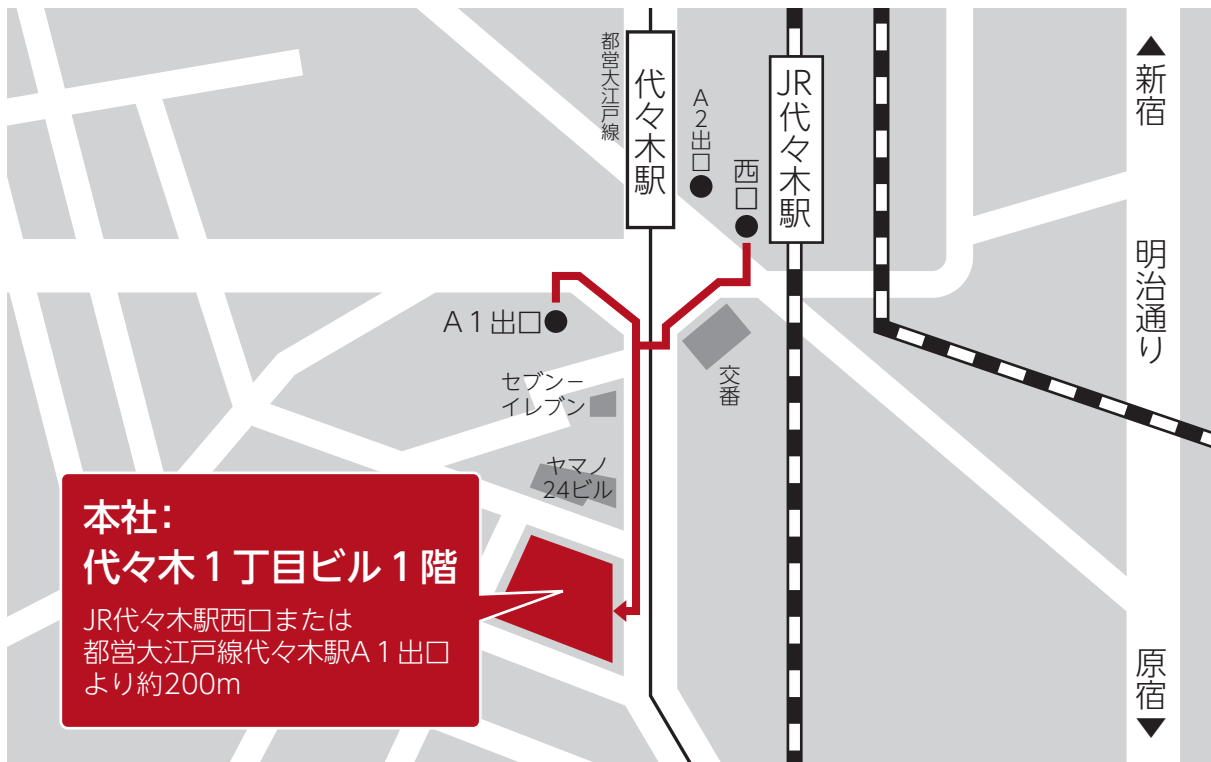 都営大江戸線
代々木駅
A2出口
西口
JR代々木駅
▲新宿
明治通り
原宿▼
A1出口
交番
セブン－
イレブン
ヤマノ
24ビル
本社：
代々木1丁目ビル1階
JR代々木駅西口または
都営大江戸線代々木駅A1出口
より約200m